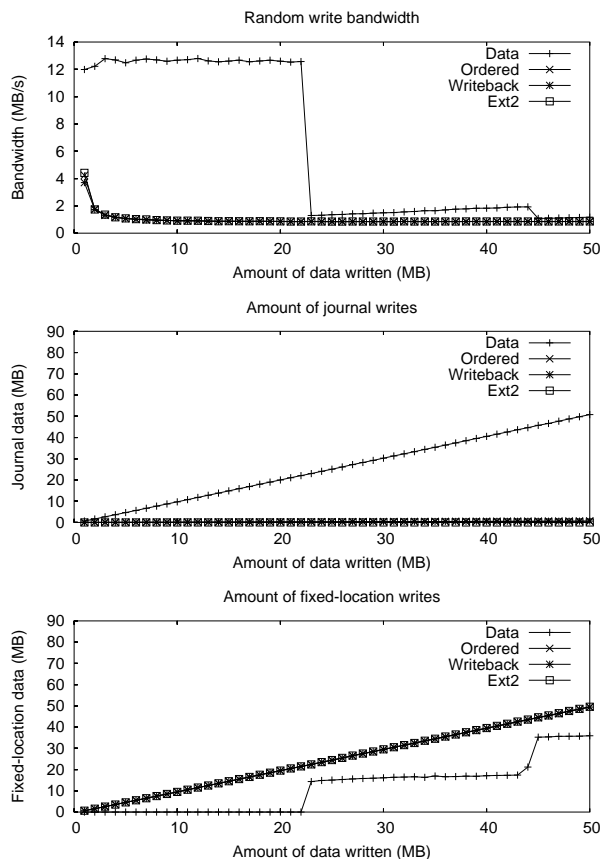 Random write bandwidth
14
12
10
8
6
4
2
0
Bandwidth (MB/s)
Data
Ordered
Writeback
Ext2
0 10 20 30 40 50
Amount of data written (MB)
Amount of journal writes
90
80
70
60
50
40
30
20
10
0
Journal data (MB)
Data
Ordered
Writeback
Ext2
0 10 20 30 40 50
Amount of data written (MB)
Amount of fixed-location writes
90
80
70
60
50
40
30
20
10
0
Fixed-location data (MB)
Data
Ordered
Writeback
Ext2
0 10 20 30 40 50
Amount of data written (MB)